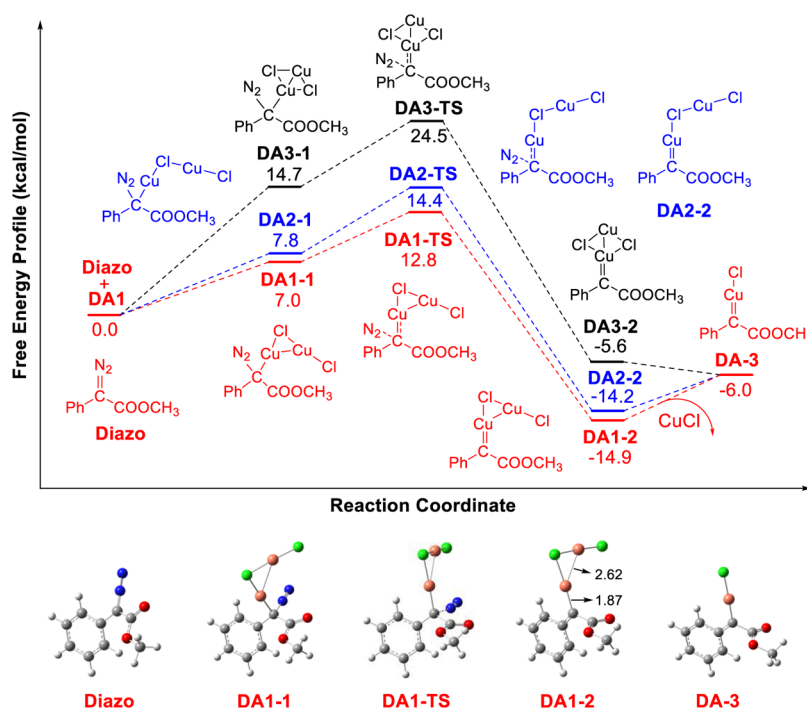 Free Energy Profile (kcal/mol)
Cl Cu
N2 Cu Cl
C
Ph COOCH3
DA3-1
14.7
Cu
Cl Cl
Cu
N2
C
Ph COOCH3
DA3-TS
24.5
Cl Cu Cl
Cu
N2
C
Ph COOCH3
Cl Cu Cl
Cu
C
Ph COOCH3
DA2-2
N2 Cu Cl Cu Cl
C
Ph COOCH3
DA2-1
7.8
DA2-TS
14.4
DA1-TS
12.8
Diazo
+
DA1
0.0
DA1-1
7.0
Cu
Cl Cl
Cu
C
Ph COOCH3
DA3-2
-5.6
Cl
Cu
C
Ph COOCH
DA-3
-6.0
N2
C
Ph COOCH3
Diazo
Cl
N2 Cu Cu Cl
C
Ph COOCH3
Cl Cl
Cu Cu
N2
C
Ph COOCH3
Cl Cl
Cu Cu
C
Ph COOCH3
DA2-2
-14.2
DA1-2
-14.9
CuCl
Reaction Coordinate
2.62
1.87
Diazo
DA1-1
DA1-TS
DA1-2
DA-3